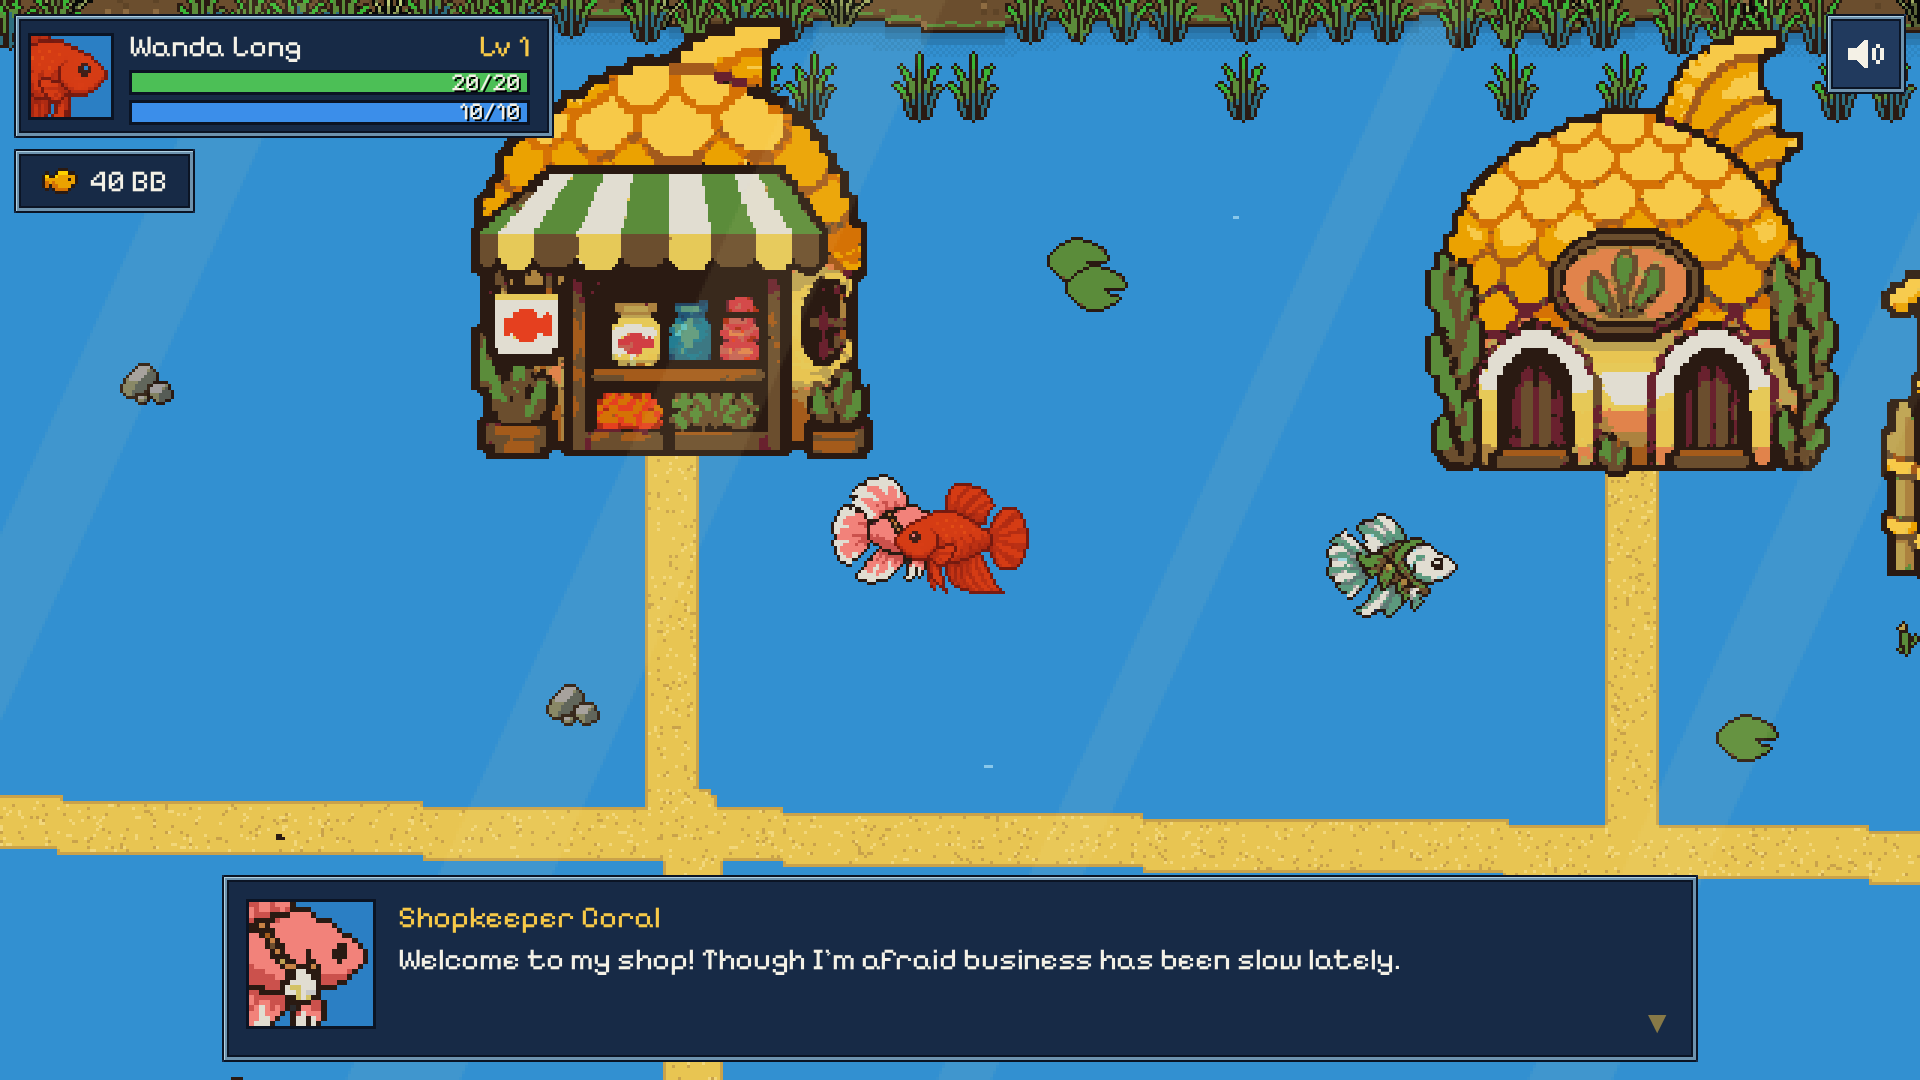 Wanda Long Lv 1
20/20
10/10
40 BB
Shopkeeper Coral
Welcome to my shop! Though I'm afraid business has been slow lately.